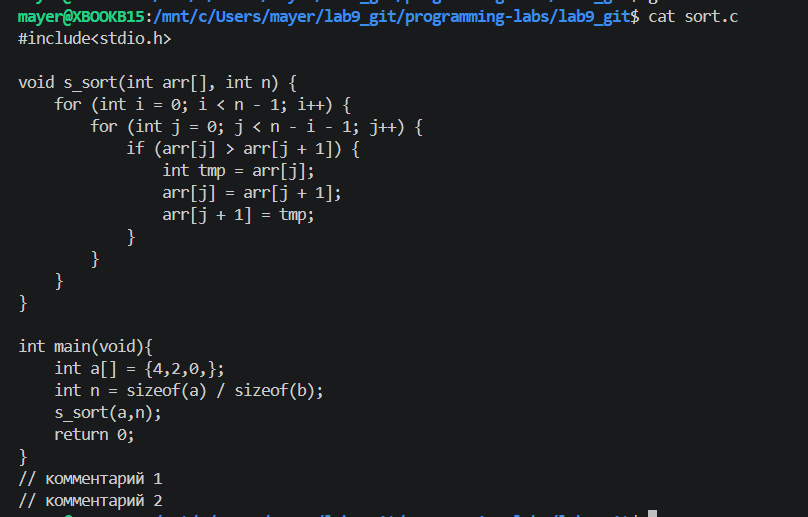 mayer@XBOOKB15:/mnt/c/Users/mayer/lab9_git/programming-labs/lab9_git$ cat sort.c
#include<stdio.h>

void s_sort(int arr[], int n) {
    for (int i = 0; i < n - 1; i++) {
        for (int j = 0; j < n - i - 1; j++) {
            if (arr[j] > arr[j + 1]) {
                int tmp = arr[j];
                arr[j] = arr[j + 1];
                arr[j + 1] = tmp;
            }
        }
    }
}

int main(void){
    int a[] = {4,2,0,};
    int n = sizeof(a) / sizeof(b);
    s_sort(a,n);
    return 0;
}
// комментарий 1
// комментарий 2